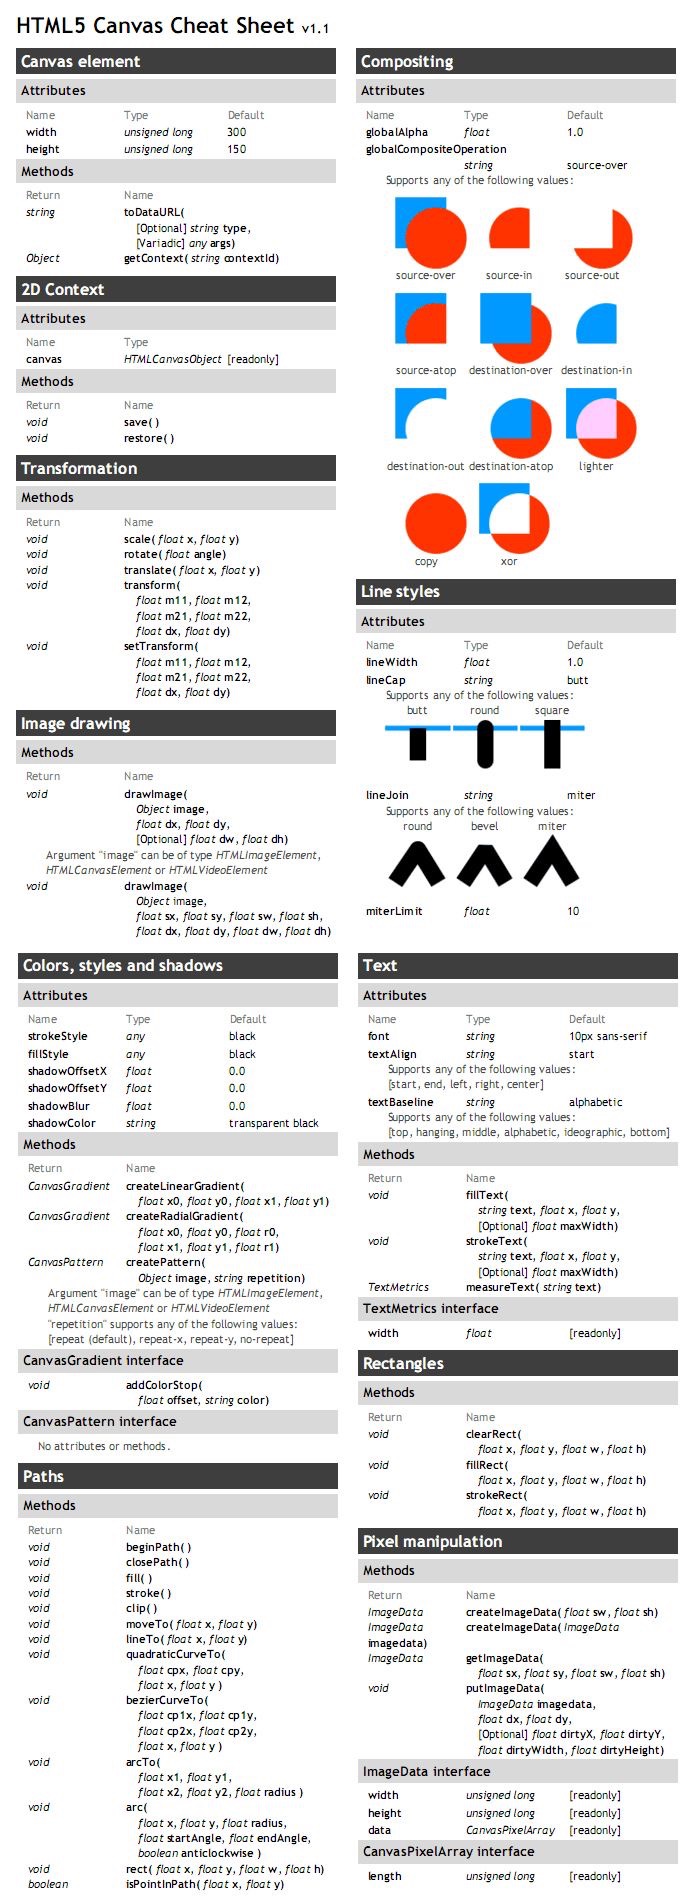 HTML5 Canvas Cheat Sheet v1.1
Canvas element
Attributes
Name Type Default
width unsigned long 300
height unsigned long 150
Methods
Return Name
string toDataURL(
[Optional] string type,
[Variadic] any args)
Object getContext( string contextId)
2D Context
Attributes
Name Type
canvas HTMLCanvasObject [readonly]
Methods
Return Name
void save( )
void restore( )
Transformation
Methods
Return Name
void scale( float x, float y)
void rotate( float angle)
void translate( float x, float y)
void transform(
float m11, float m12,
float m21, float m22,
float dx, float dy)
void setTransform(
float m11, float m12,
float m21, float m22,
float dx, float dy)
Image drawing
Methods
Return Name
void drawImage(
Object image,
float dx, float dy,
[Optional] float dw, float dh)
Argument "image" can be of type HTMLImageElement,
HTMLCanvasElement or HTMLVideoElement
void drawImage(
Object image,
float sx, float sy, float sw, float sh,
float dx, float dy, float dw, float dh)
Compositing
Attributes
Name Type Default
globalAlpha float 1.0
globalCompositeOperation
string source-over
Supports any of the following values:
source-over source-in source-out
source-atop destination-over destination-in
destination-out destination-atop lighter
copy xor
Line styles
Attributes
Name Type Default
lineWidth float 1.0
lineCap string butt
Supports any of the following values:
butt round square
lineJoin string miter
Supports any of the following values:
round bevel miter
miterLimit float 10
Colors, styles and shadows
Attributes
Name Type Default
strokeStyle any black
fillStyle any black
shadowOffsetX float 0.0
shadowOffsetY float 0.0
shadowBlur float 0.0
shadowColor string transparent black
Methods
Return Name
CanvasGradient createLinearGradient(
float x0, float y0, float x1, float y1)
CanvasGradient createRadialGradient(
float x0, float y0, float r0,
float x1, float y1, float r1)
CanvasPattern createPattern(
Object image, string repetition)
Argument "image" can be of type HTMLImageElement,
HTMLCanvasElement or HTMLVideoElement
"repetition" supports any of the following values:
[repeat (default), repeat-x, repeat-y, no-repeat]
CanvasGradient interface
void addColorStop(
float offset, string color)
CanvasPattern interface
No attributes or methods.
Paths
Methods
Return Name
void beginPath( )
void closePath( )
void fill( )
void stroke( )
void clip( )
void moveTo( float x, float y)
void lineTo( float x, float y)
void quadraticCurveTo(
float cpx, float cpy,
float x, float y )
void bezierCurveTo(
float cp1x, float cp1y,
float cp2x, float cp2y,
float x, float y )
void arcTo(
float x1, float y1,
float x2, float y2, float radius )
void arc(
float x, float y, float radius,
float startAngle, float endAngle,
boolean anticlockwise )
void rect( float x, float y, float w, float h)
boolean isPointInPath( float x, float y)
Text
Attributes
Name Type Default
font string 10px sans-serif
textAlign string start
Supports any of the following values:
[start, end, left, right, center]
textBaseline string alphabetic
Supports any of the following values:
[top, hanging, middle, alphabetic, ideographic, bottom]
Methods
Return Name
void fillText(
string text, float x, float y,
[Optional] float maxWidth)
void strokeText(
string text, float x, float y,
[Optional] float maxWidth)
TextMetrics measureText( string text)
TextMetrics interface
width float [readonly]
Rectangles
Methods
Return Name
void clearRect(
float x, float y, float w, float h)
void fillRect(
float x, float y, float w, float h)
void strokeRect(
float x, float y, float w, float h)
Pixel manipulation
Methods
Return Name
ImageData createImageData( float sw, float sh)
ImageData createImageData( ImageData
imagedata)
ImageData getImageData(
float sx, float sy, float sw, float sh)
void putImageData(
ImageData imagedata,
float dx, float dy,
[Optional] float dirtyX, float dirtyY,
float dirtyWidth, float dirtyHeight)
ImageData interface
width unsigned long [readonly]
height unsigned long [readonly]
data CanvasPixelArray [readonly]
CanvasPixelArray interface
length unsigned long [readonly]